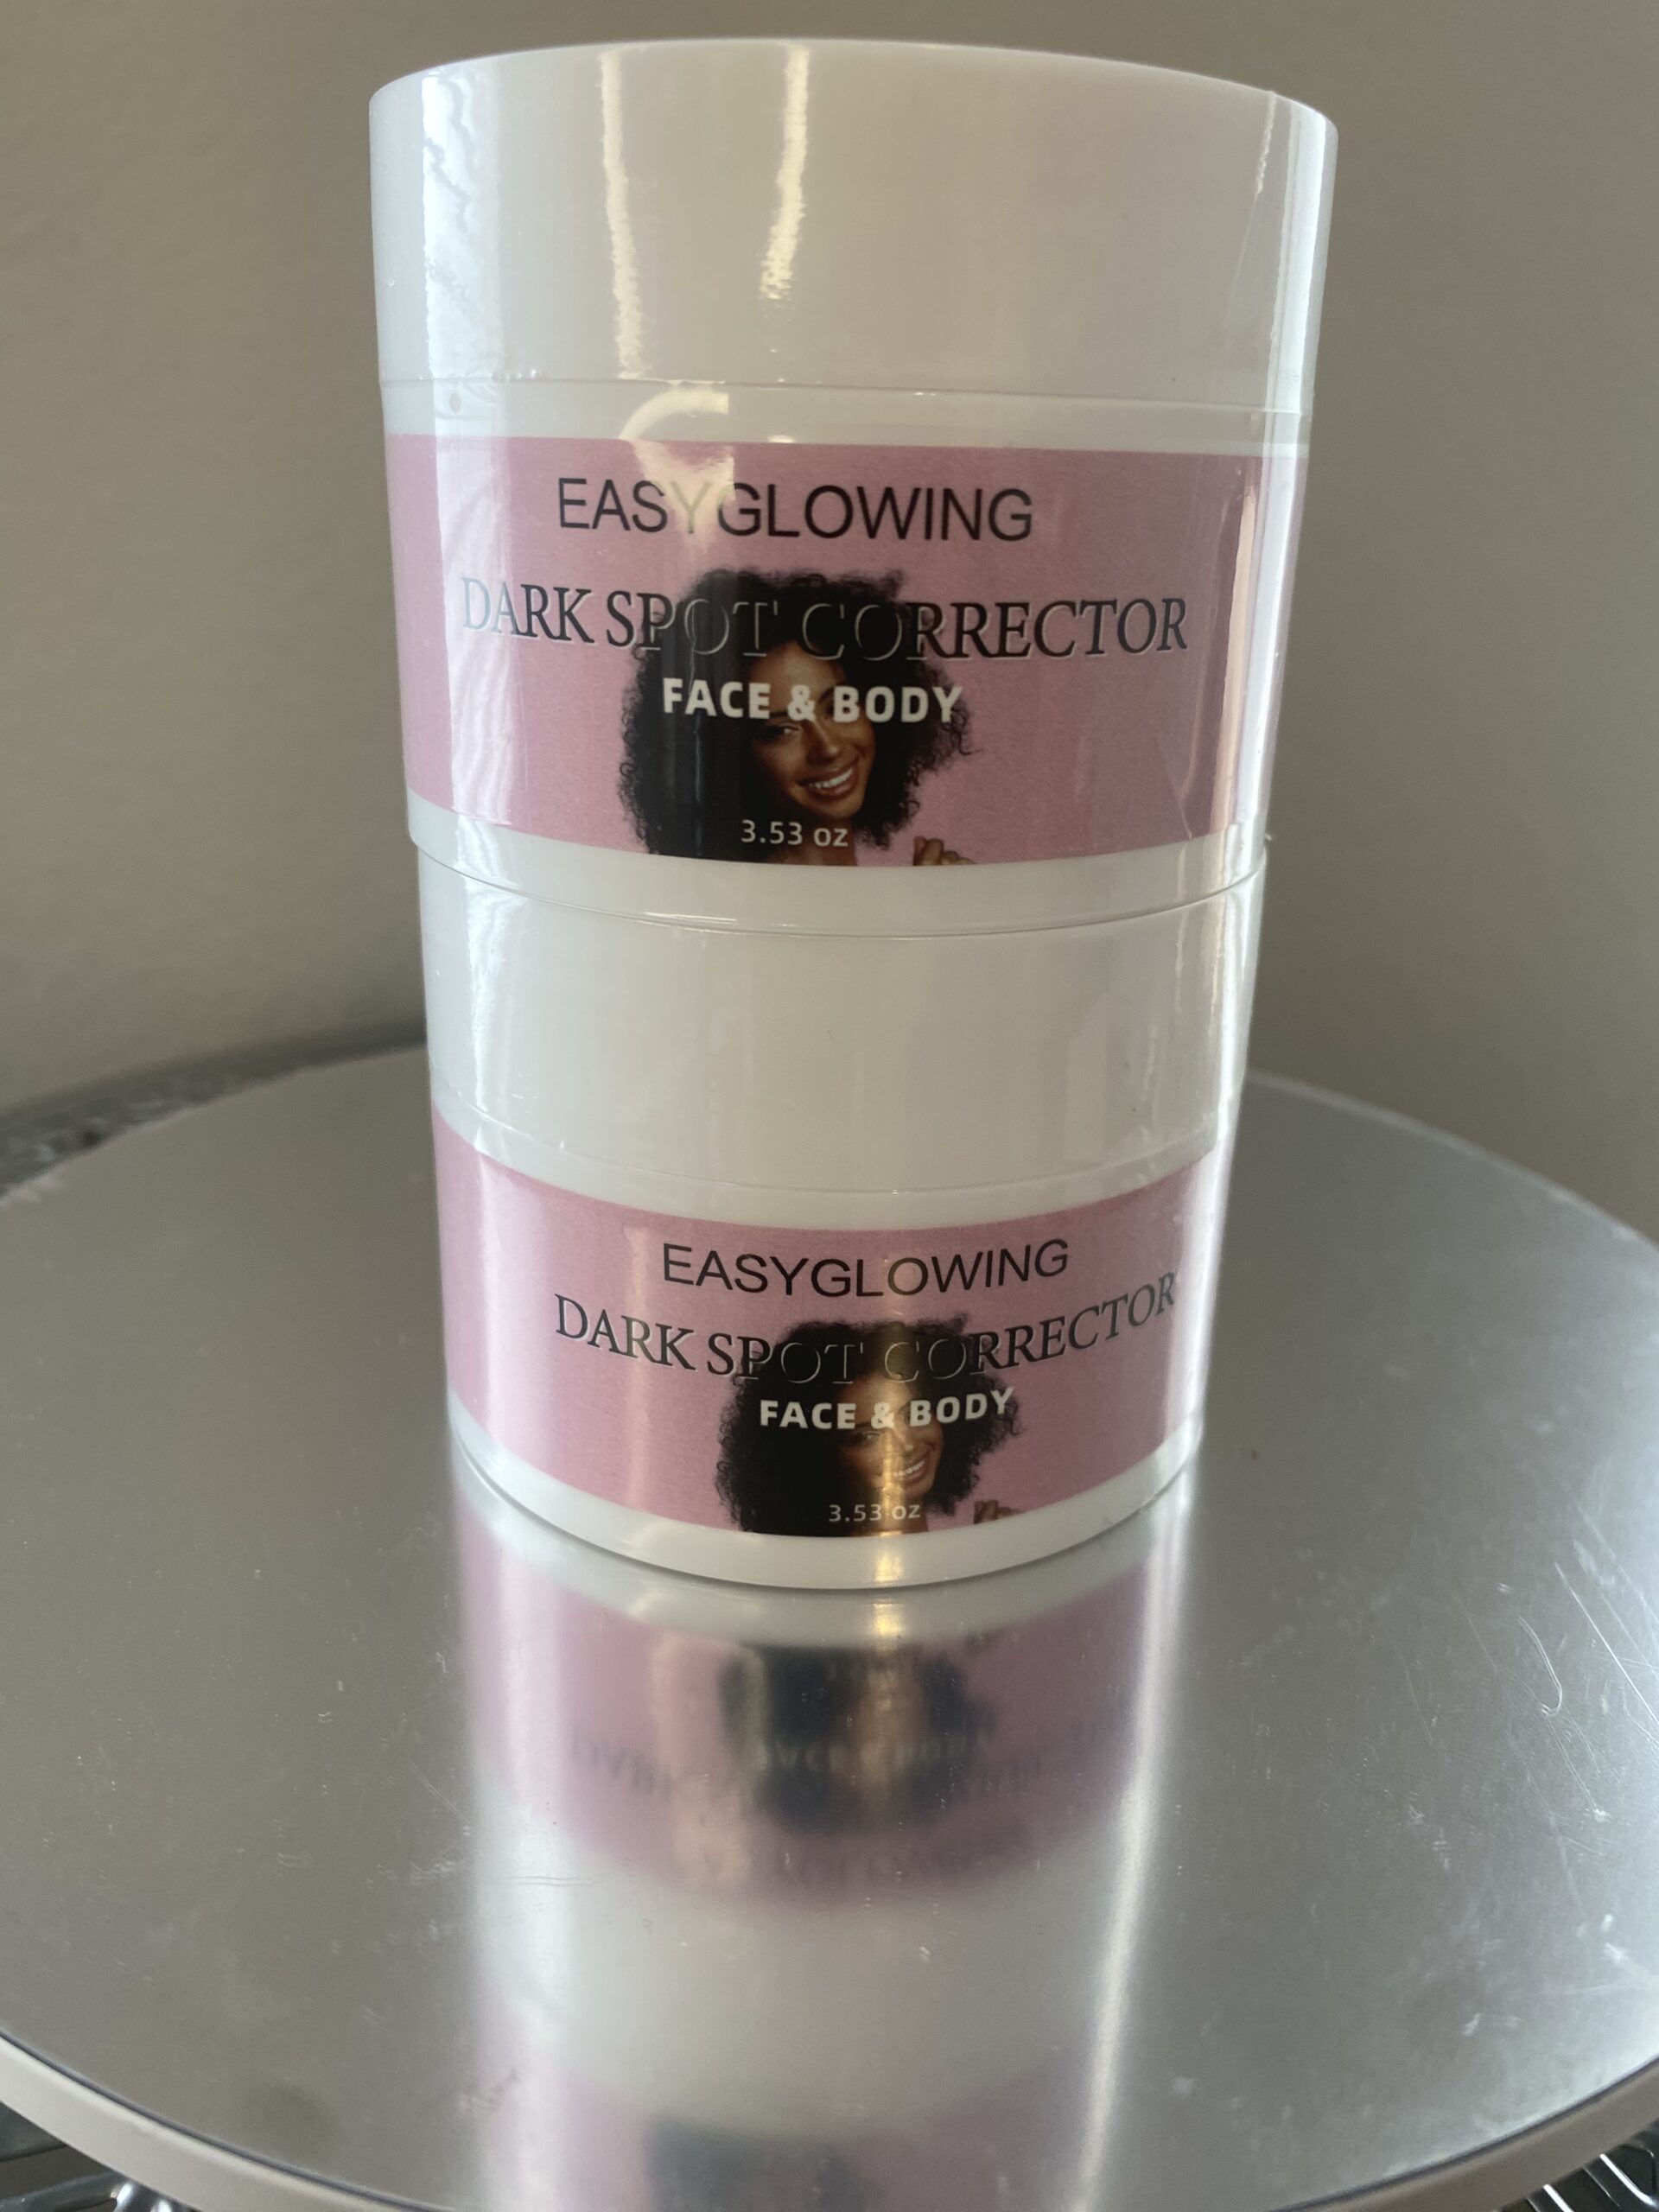 EASYGLOWING
DARK SPOT CORRECTOR
FACE & BODY
3.53 oz
EASYGLOWING
DARK SPOT CORRECTOR
FACE & BODY
3.53 oz